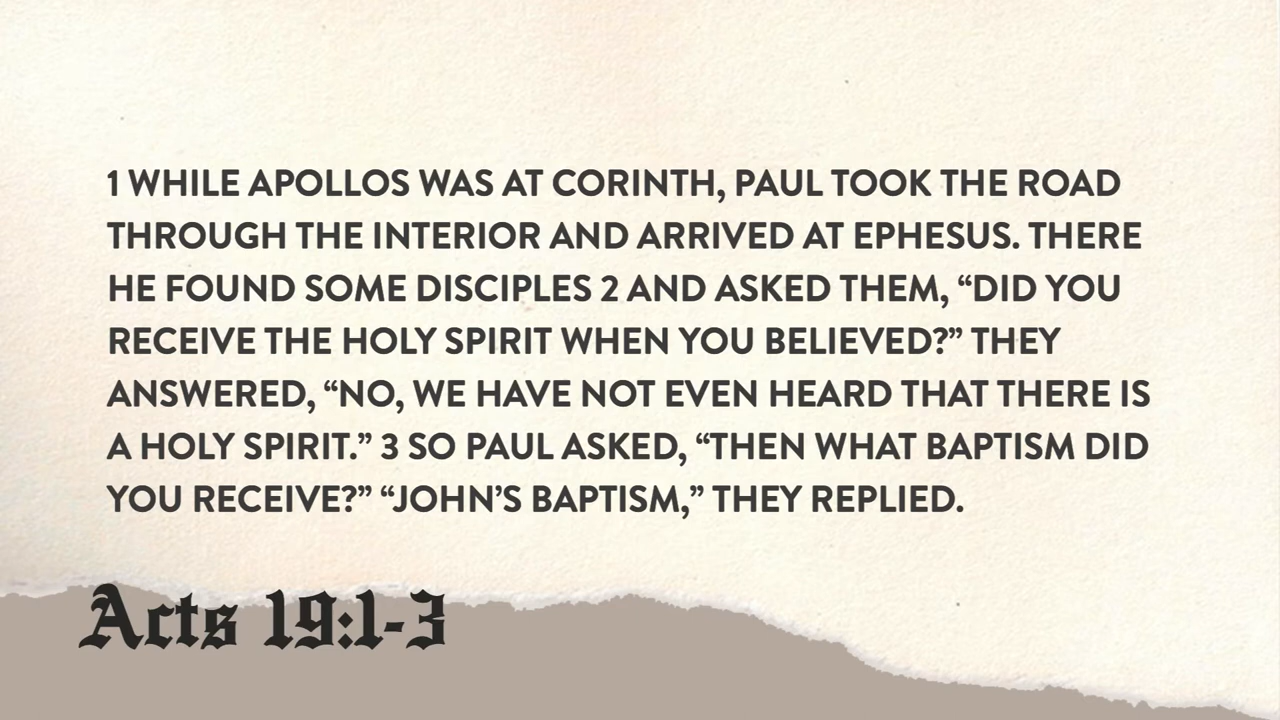 1 WHILE APOLLOS WAS AT CORINTH, PAUL TOOK THE ROAD
THROUGH THE INTERIOR AND ARRIVED AT EPHESUS. THERE
HE FOUND SOME DISCIPLES 2 AND ASKED THEM, “DID YOU
RECEIVE THE HOLY SPIRIT WHEN YOU BELIEVED?” THEY
ANSWERED, “NO, WE HAVE NOT EVEN HEARD THAT THERE IS
A HOLY SPIRIT.” 3 SO PAUL ASKED, “THEN WHAT BAPTISM DID
YOU RECEIVE?” “JOHN’S BAPTISM,” THEY REPLIED.
Acts 19:1-3